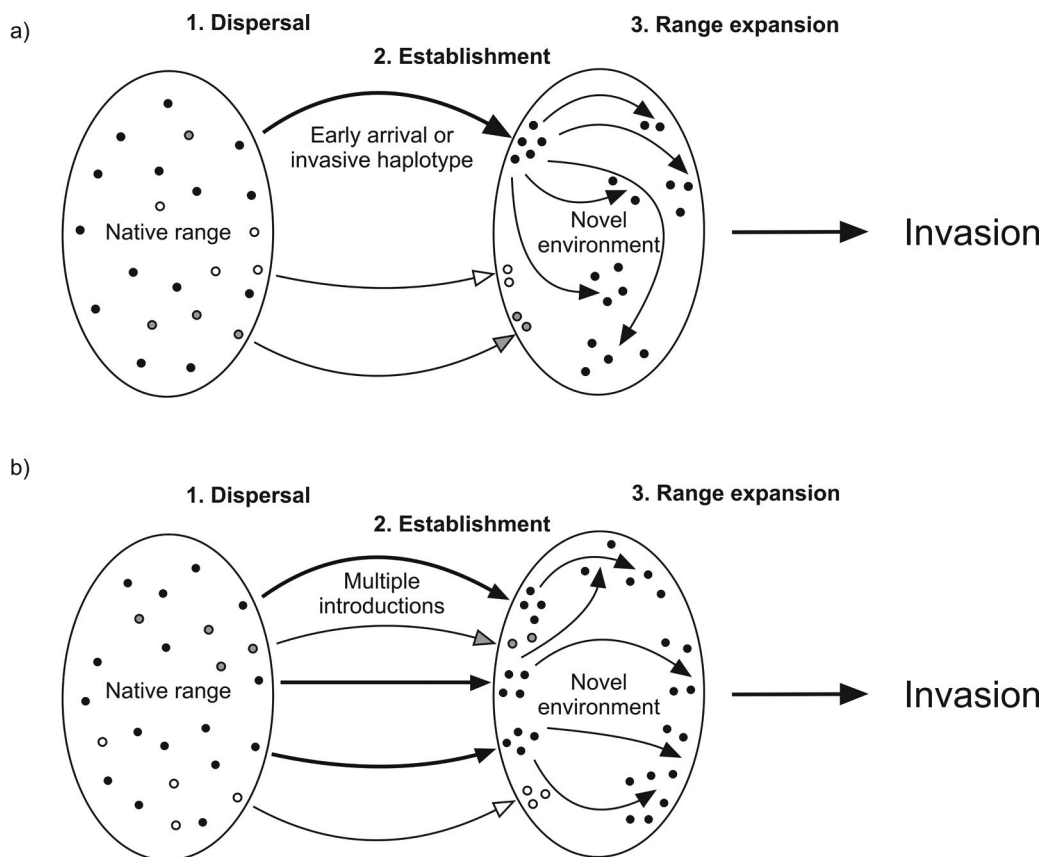 a)
1. Dispersal
3. Range expansion
2. Establishment
Early arrival or
invasive haplotype
Native range
Novel
environment
Invasion
b)
1. Dispersal
3. Range expansion
2. Establishment
Multiple
introductions
Native range
Novel
environment
Invasion